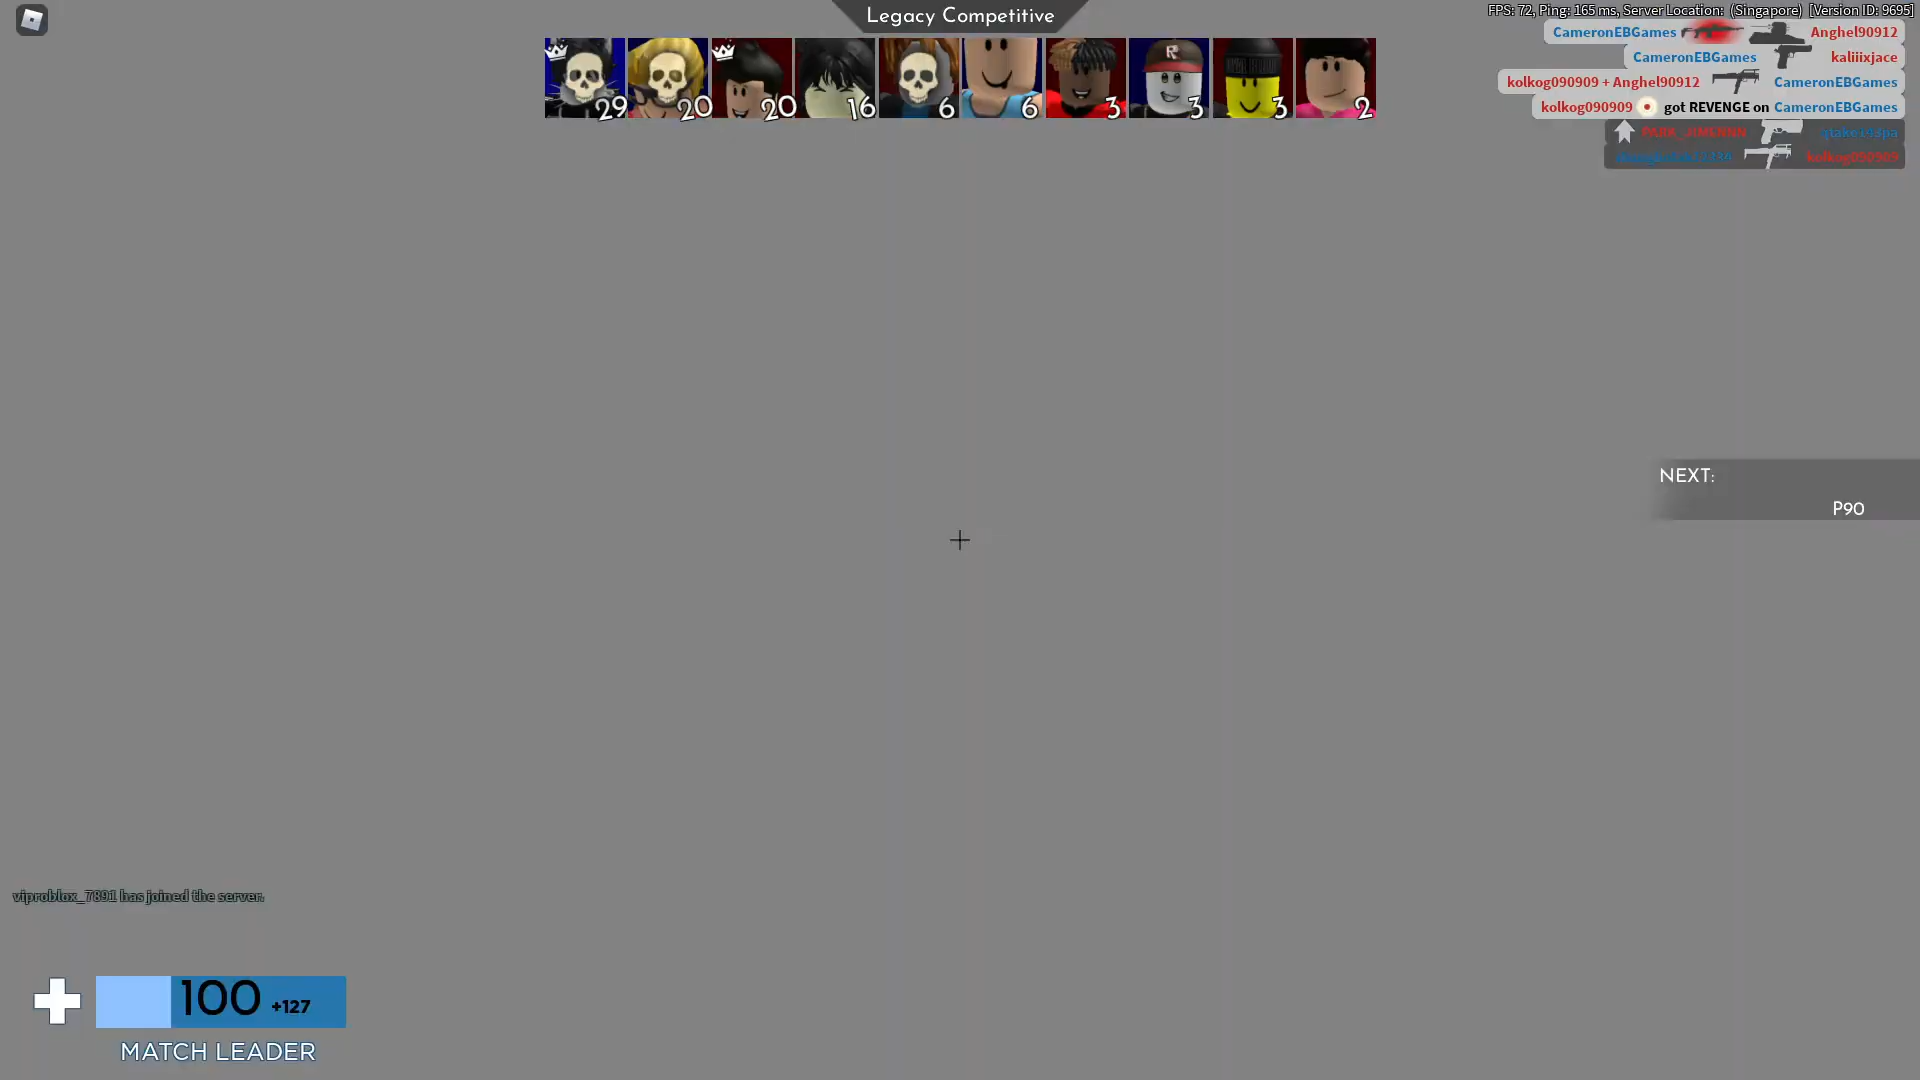 Legacy Competitive
FPS: 72, Ping: 165 ms, Server Location: (Singapore) [Version ID: 9695]
CameronEBGames Anghel90912
CameronEBGames kaliiixjace
kolkog090909 + Anghel90912 CameronEBGames
kolkog090909 got REVENGE on CameronEBGames
kolkog090909
29 20 20 16 6 6 3 3 3 2
R
NEXT:
P90
viproblox_7891 has joined the server.
100 +127
MATCH LEADER